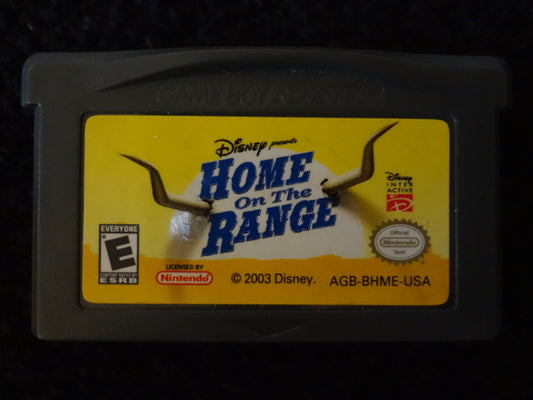 GAME BOY ADVANCE
Disney presents
HOME
On The
RANGE
Disney
INTER
ACTIVE
EVERYONE
E
CONTENT RATED BY
ESRB
LICENSED BY
Nintendo
© 2003 Disney.
Official
Nintendo
Seal
AGB-BHME-USA